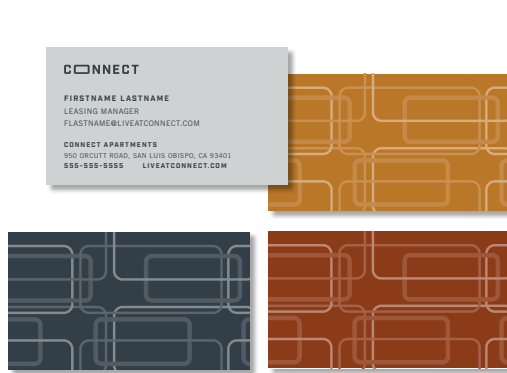 CONNECT
FIRSTNAME LASTNAME
LEASING MANAGER
FLASTNAME@LIVEATCONNECT.COM
CONNECT APARTMENTS
950 ORCUTT ROAD, SAN LUIS OBISPO, CA 93401
555-555-5555 LIVEATCONNECT.COM